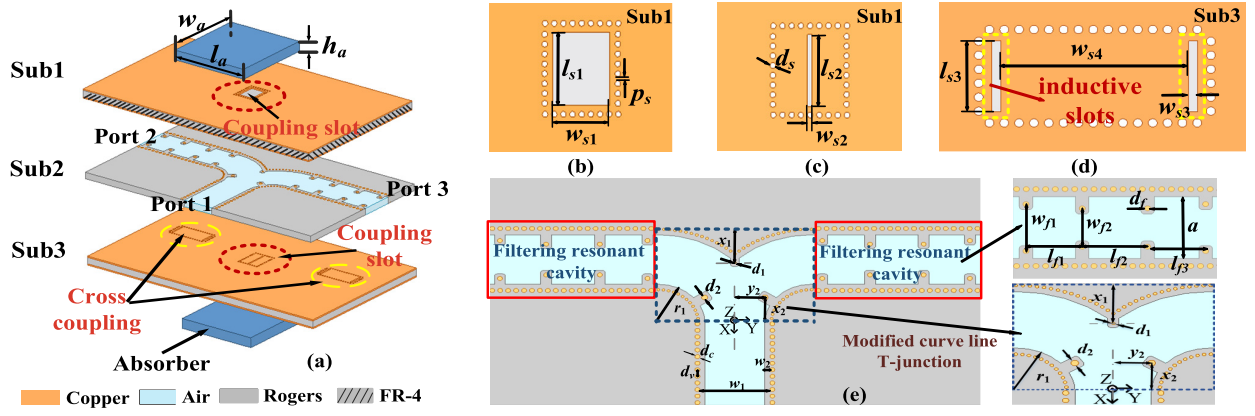 w_a
l_a
h_a
Sub1
Coupling slot
Port 2
Sub2
Port 3
Port 1
Sub3
Coupling
slot
Cross
coupling
Absorber
(a)
Copper Air Rogers FR-4
Sub1
l_s1
p_s
w_s1
(b)
Sub1
d_s
l_s2
w_s2
(c)
Sub3
l_s3
w_s4
w_s3
inductive
slots
(d)
Filtering resonant
cavity
x_1
d_1
Filtering resonant
cavity
d_2
y_2
r_1
x_2
Z
X Y
d_c
d_v
w_2
w_1
(e)
Modified curve line
T-junction
w_f1
w_f2
d_f
a
l_f1
l_f2
l_f3
x_1
d_1
d_2
y_2
r_1
x_2
Z
X Y